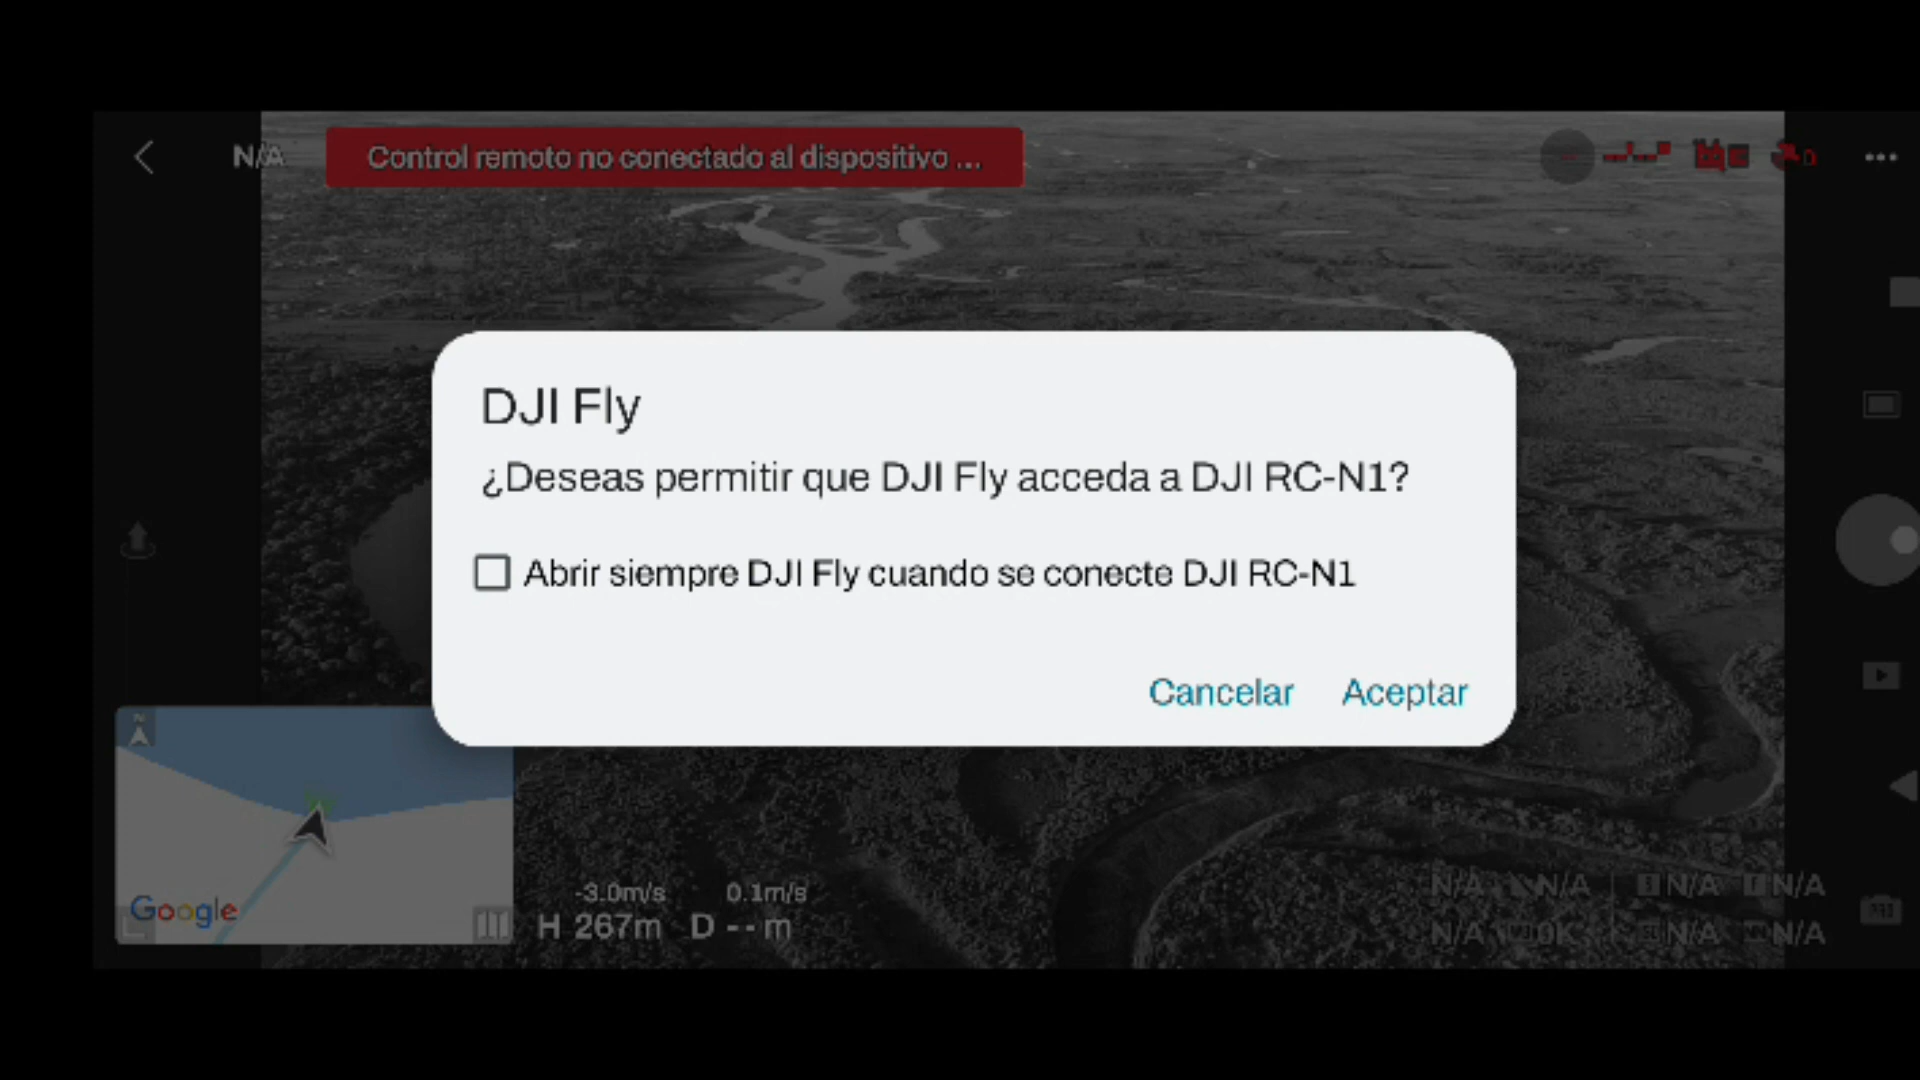 N/A
Control remoto no conectado al dispositivo ...
DJI Fly
¿Deseas permitir que DJI Fly acceda a DJI RC-N1?
Abrir siempre DJI Fly cuando se conecte DJI RC-N1
Cancelar Aceptar
N
Google
-3.0m/s 0.1m/s
H 267m D -- m
N/A N/A N/A N/A
N/A 0K N/A N/A